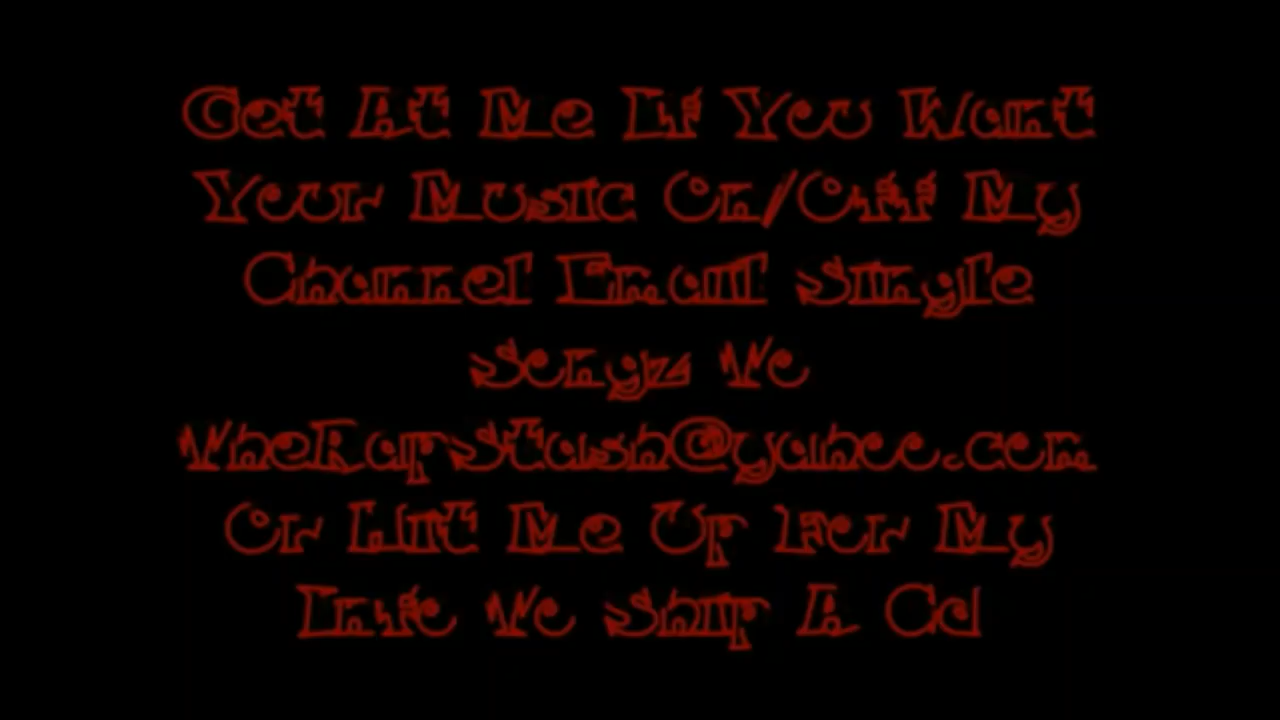 Get At Me If You Want
Your Music On/Off My
Channel Email Single
Songz To
TheRapStash@yahoo.com
Or Hit Me Up For My
Info To Ship A Cd